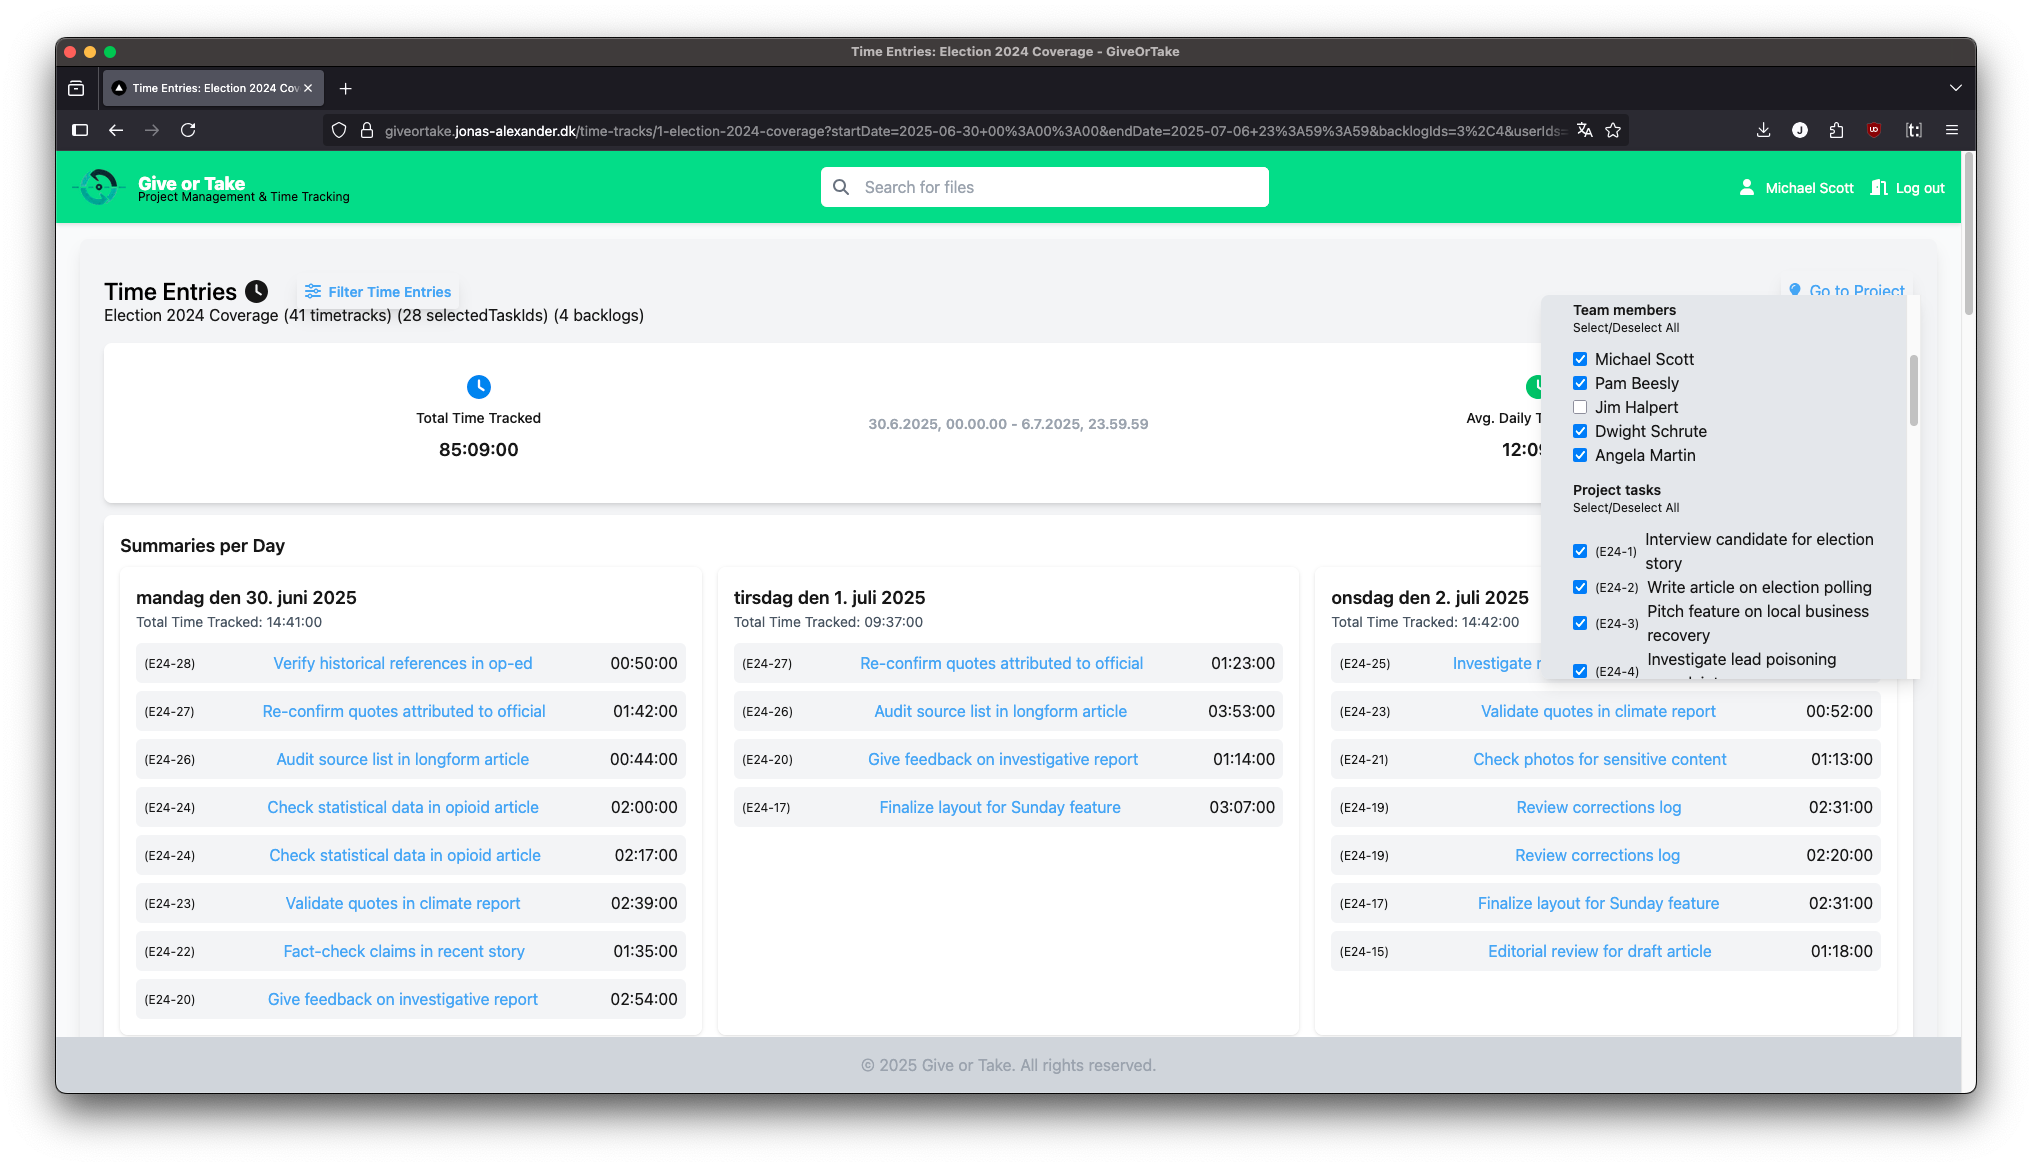 Time Entries: Election 2024 Coverage - GiveOrTake
Time Entries: Election 2024 Cov
giveortake.jonas-alexander.dk/time-tracks/1-election-2024-coverage?startDate=2025-06-30+00%3A00%3A00&endDate=2025-07-06+23%3A59%3A59&backlogIds=3%2C4&userIds=
Give or Take
Project Management & Time Tracking
Search for files
Michael Scott
Log out
Time Entries
Filter Time Entries
Go to Project
Election 2024 Coverage (41 timetracks) (28 selectedTaskIds) (4 backlogs)
Total Time Tracked
85:09:00
30.6.2025, 00.00.00 - 6.7.2025, 23.59.59
Avg. Daily T
12:09
Team members
Select/Deselect All
Michael Scott
Pam Beesly
Jim Halpert
Dwight Schrute
Angela Martin
Project tasks
Select/Deselect All
(E24-1) Interview candidate for election
story
(E24-2) Write article on election polling
(E24-3) Pitch feature on local business
recovery
(E24-4) Investigate lead poisoning
Summaries per Day
mandag den 30. juni 2025
Total Time Tracked: 14:41:00
(E24-28) Verify historical references in op-ed 00:50:00
(E24-27) Re-confirm quotes attributed to official 01:42:00
(E24-26) Audit source list in longform article 00:44:00
(E24-24) Check statistical data in opioid article 02:00:00
(E24-24) Check statistical data in opioid article 02:17:00
(E24-23) Validate quotes in climate report 02:39:00
(E24-22) Fact-check claims in recent story 01:35:00
(E24-20) Give feedback on investigative report 02:54:00
tirsdag den 1. juli 2025
Total Time Tracked: 09:37:00
(E24-27) Re-confirm quotes attributed to official 01:23:00
(E24-26) Audit source list in longform article 03:53:00
(E24-20) Give feedback on investigative report 01:14:00
(E24-17) Finalize layout for Sunday feature 03:07:00
onsdag den 2. juli 2025
Total Time Tracked: 14:42:00
(E24-25) Investigate
(E24-23) Validate quotes in climate report 00:52:00
(E24-21) Check photos for sensitive content 01:13:00
(E24-19) Review corrections log 02:31:00
(E24-19) Review corrections log 02:20:00
(E24-17) Finalize layout for Sunday feature 02:31:00
(E24-15) Editorial review for draft article 01:18:00
© 2025 Give or Take. All rights reserved.